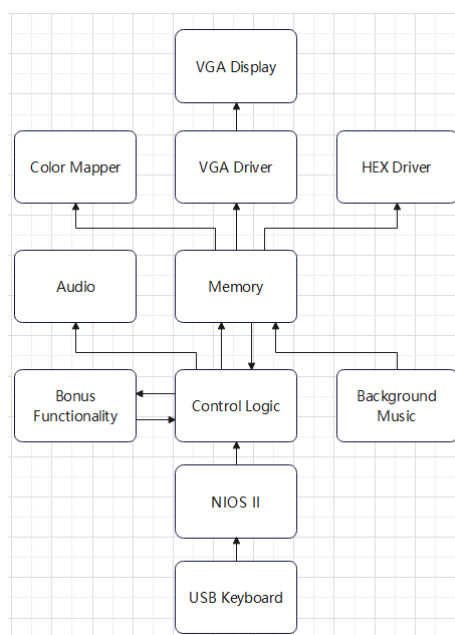 VGA Display
Color Mapper
VGA Driver
HEX Driver
Audio
Memory
Bonus
Functionality
Control Logic
Background
Music
NIOS II
USB Keyboard